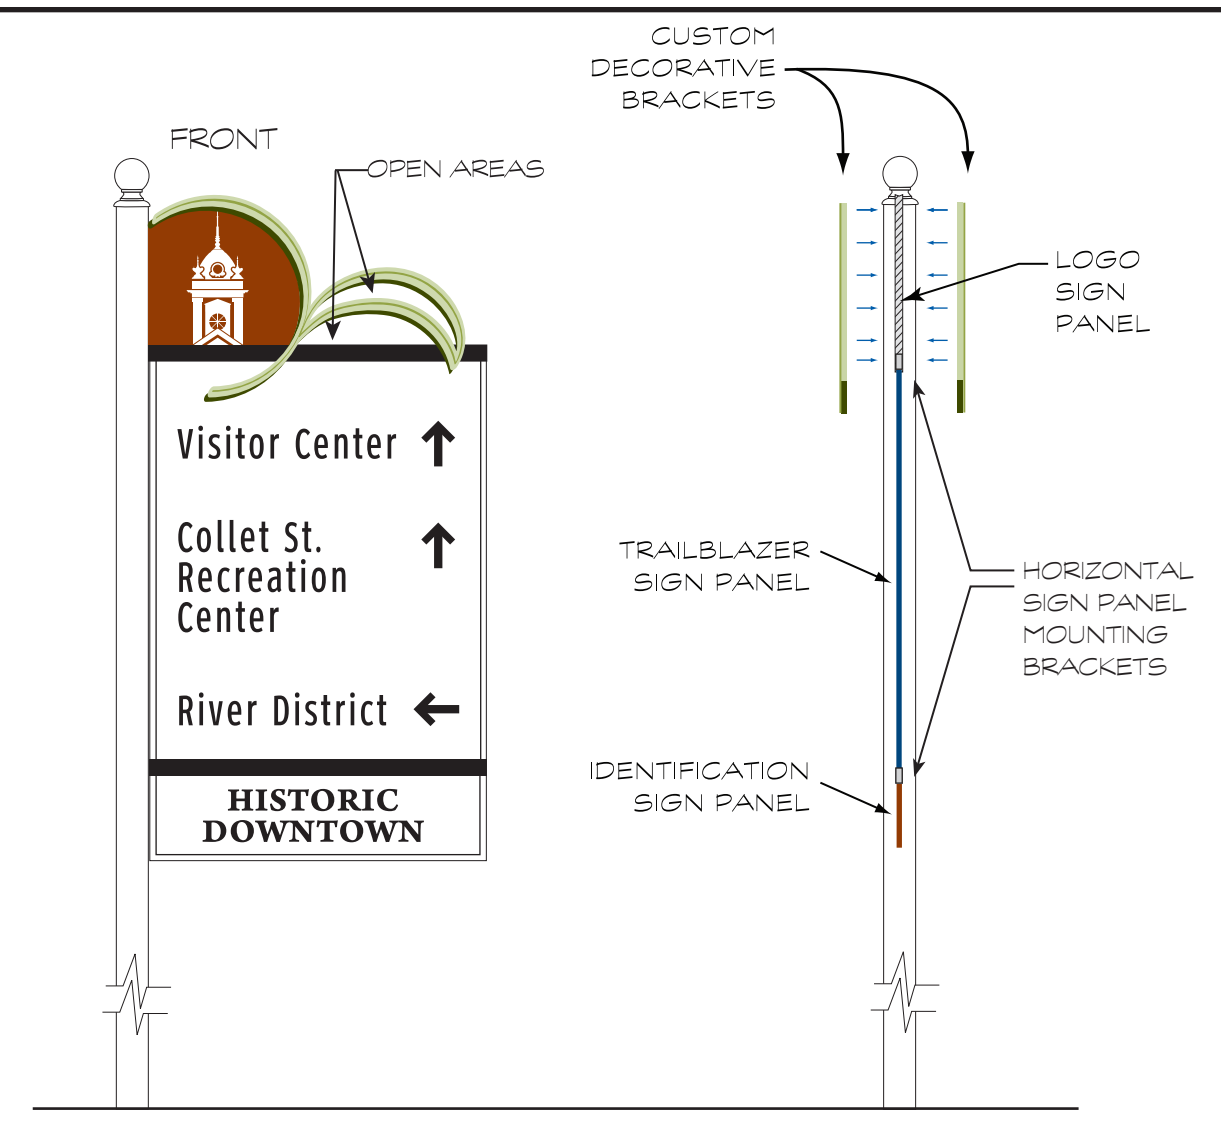 FRONT
OPEN AREAS
Visitor Center
Collet St.
Recreation
Center
River District
HISTORIC
DOWNTOWN
CUSTOM
DECORATIVE
BRACKETS
LOGO
SIGN
PANEL
TRAILBLAZER
SIGN PANEL
HORIZONTAL
SIGN PANEL
MOUNTING
BRACKETS
IDENTIFICATION
SIGN PANEL